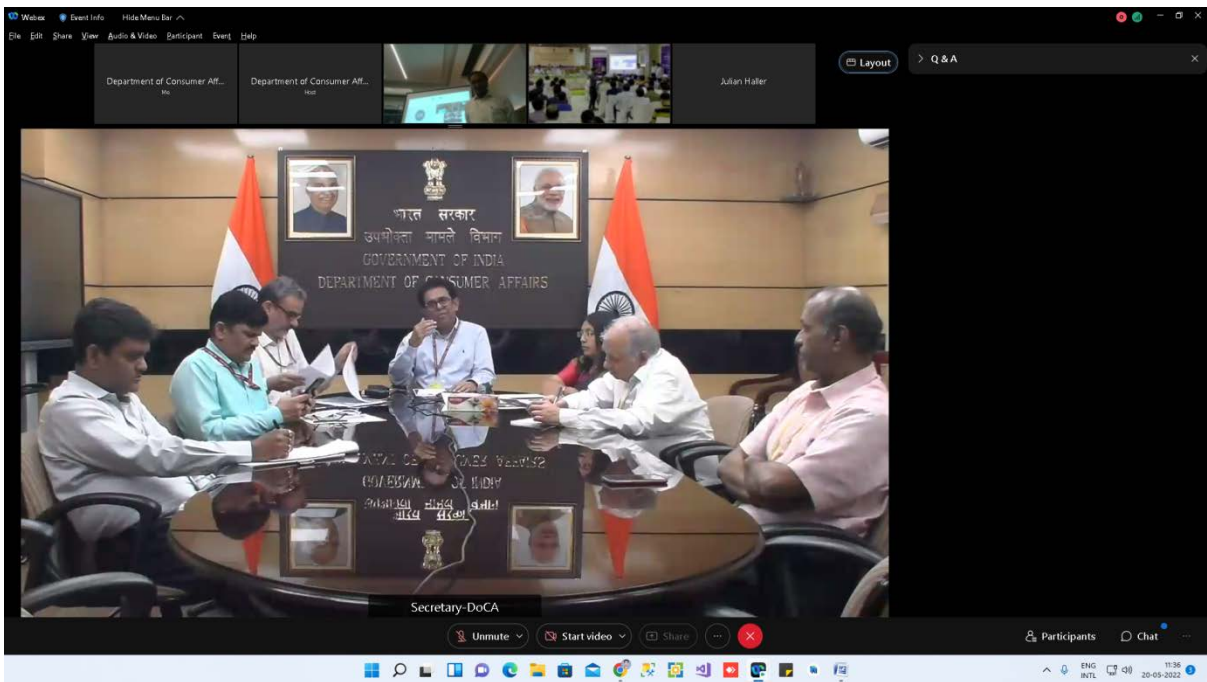 Webex Event Info Hide Menu Bar
File Edit Share View Audio & Video Participant Event Help
Department of Consumer Aff...
Me
Department of Consumer Aff...
Host
Julian Haller
Layout
Q & A
भारत सरकार
उपभोक्ता मामले विभाग
GOVERNMENT OF INDIA
DEPARTMENT OF CONSUMER AFFAIRS
Secretary-DoCA
Unmute
Start video
Share
Participants
Chat
ENG
INTL
11:36
20-05-2022